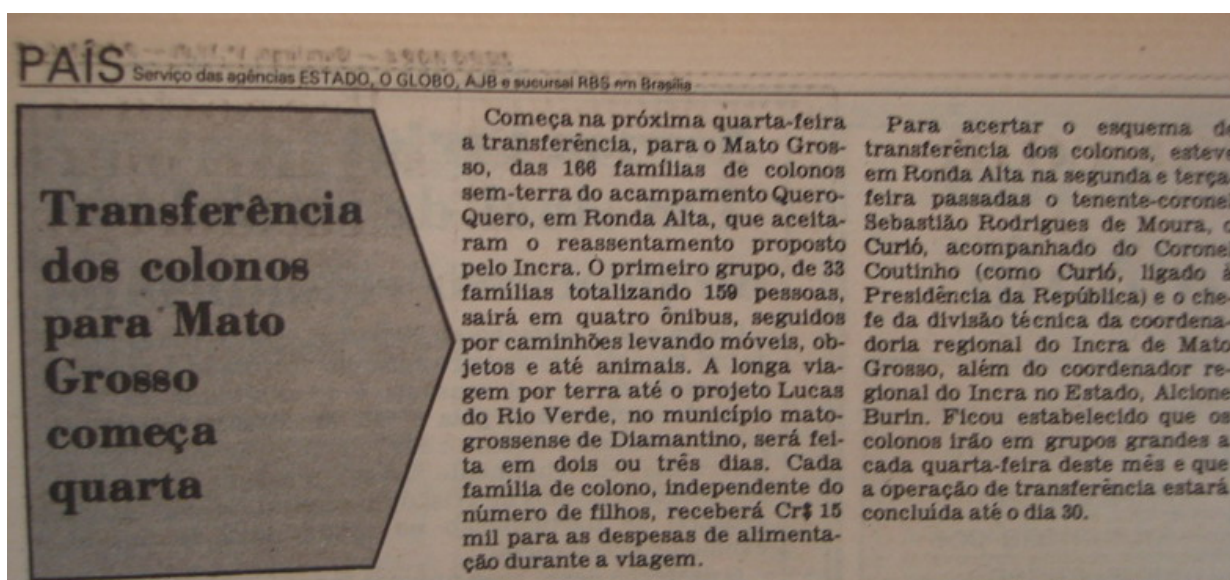 PAÍS Serviço das agências ESTADO, O GLOBO, AJB e sucursal RBS em Brasília
Transferência
dos colonos
para Mato
Grosso
começa
quarta
Começa na próxima quarta-feira
a transferência, para o Mato Gros-
so, das 166 famílias de colonos
sem-terra do acampamento Quero-
Quero, em Ronda Alta, que aceita-
ram o reassentamento proposto
pelo Incra. O primeiro grupo, de 33
famílias totalizando 159 pessoas,
sairá em quatro ônibus, seguidos
por caminhões levando móveis, ob-
jetos e até animais. A longa via-
gem por terra até o projeto Lucas
do Rio Verde, no município mato-
grossense de Diamantino, será fei-
ta em dois ou três dias. Cada
família de colono, independente do
número de filhos, receberá Cr$ 15
mil para as despesas de alimenta-
ção durante a viagem.
Para acertar o esquema de
transferência dos colonos, esteve
em Ronda Alta na segunda e terça-
feira passadas o tenente-coronel
Sebastião Rodrigues de Moura, o
Curió, acompanhado do Coronel
Coutinho (como Curió, ligado à
Presidência da República) e o che-
fe da divisão técnica da coordena-
doria regional do Incra de Mato
Grosso, além do coordenador re-
gional do Incra no Estado, Alcione
Burin. Ficou estabelecido que os
colonos irão em grupos grandes a
cada quarta-feira deste mês e que
a operação de transferência estará
concluída até o dia 30.